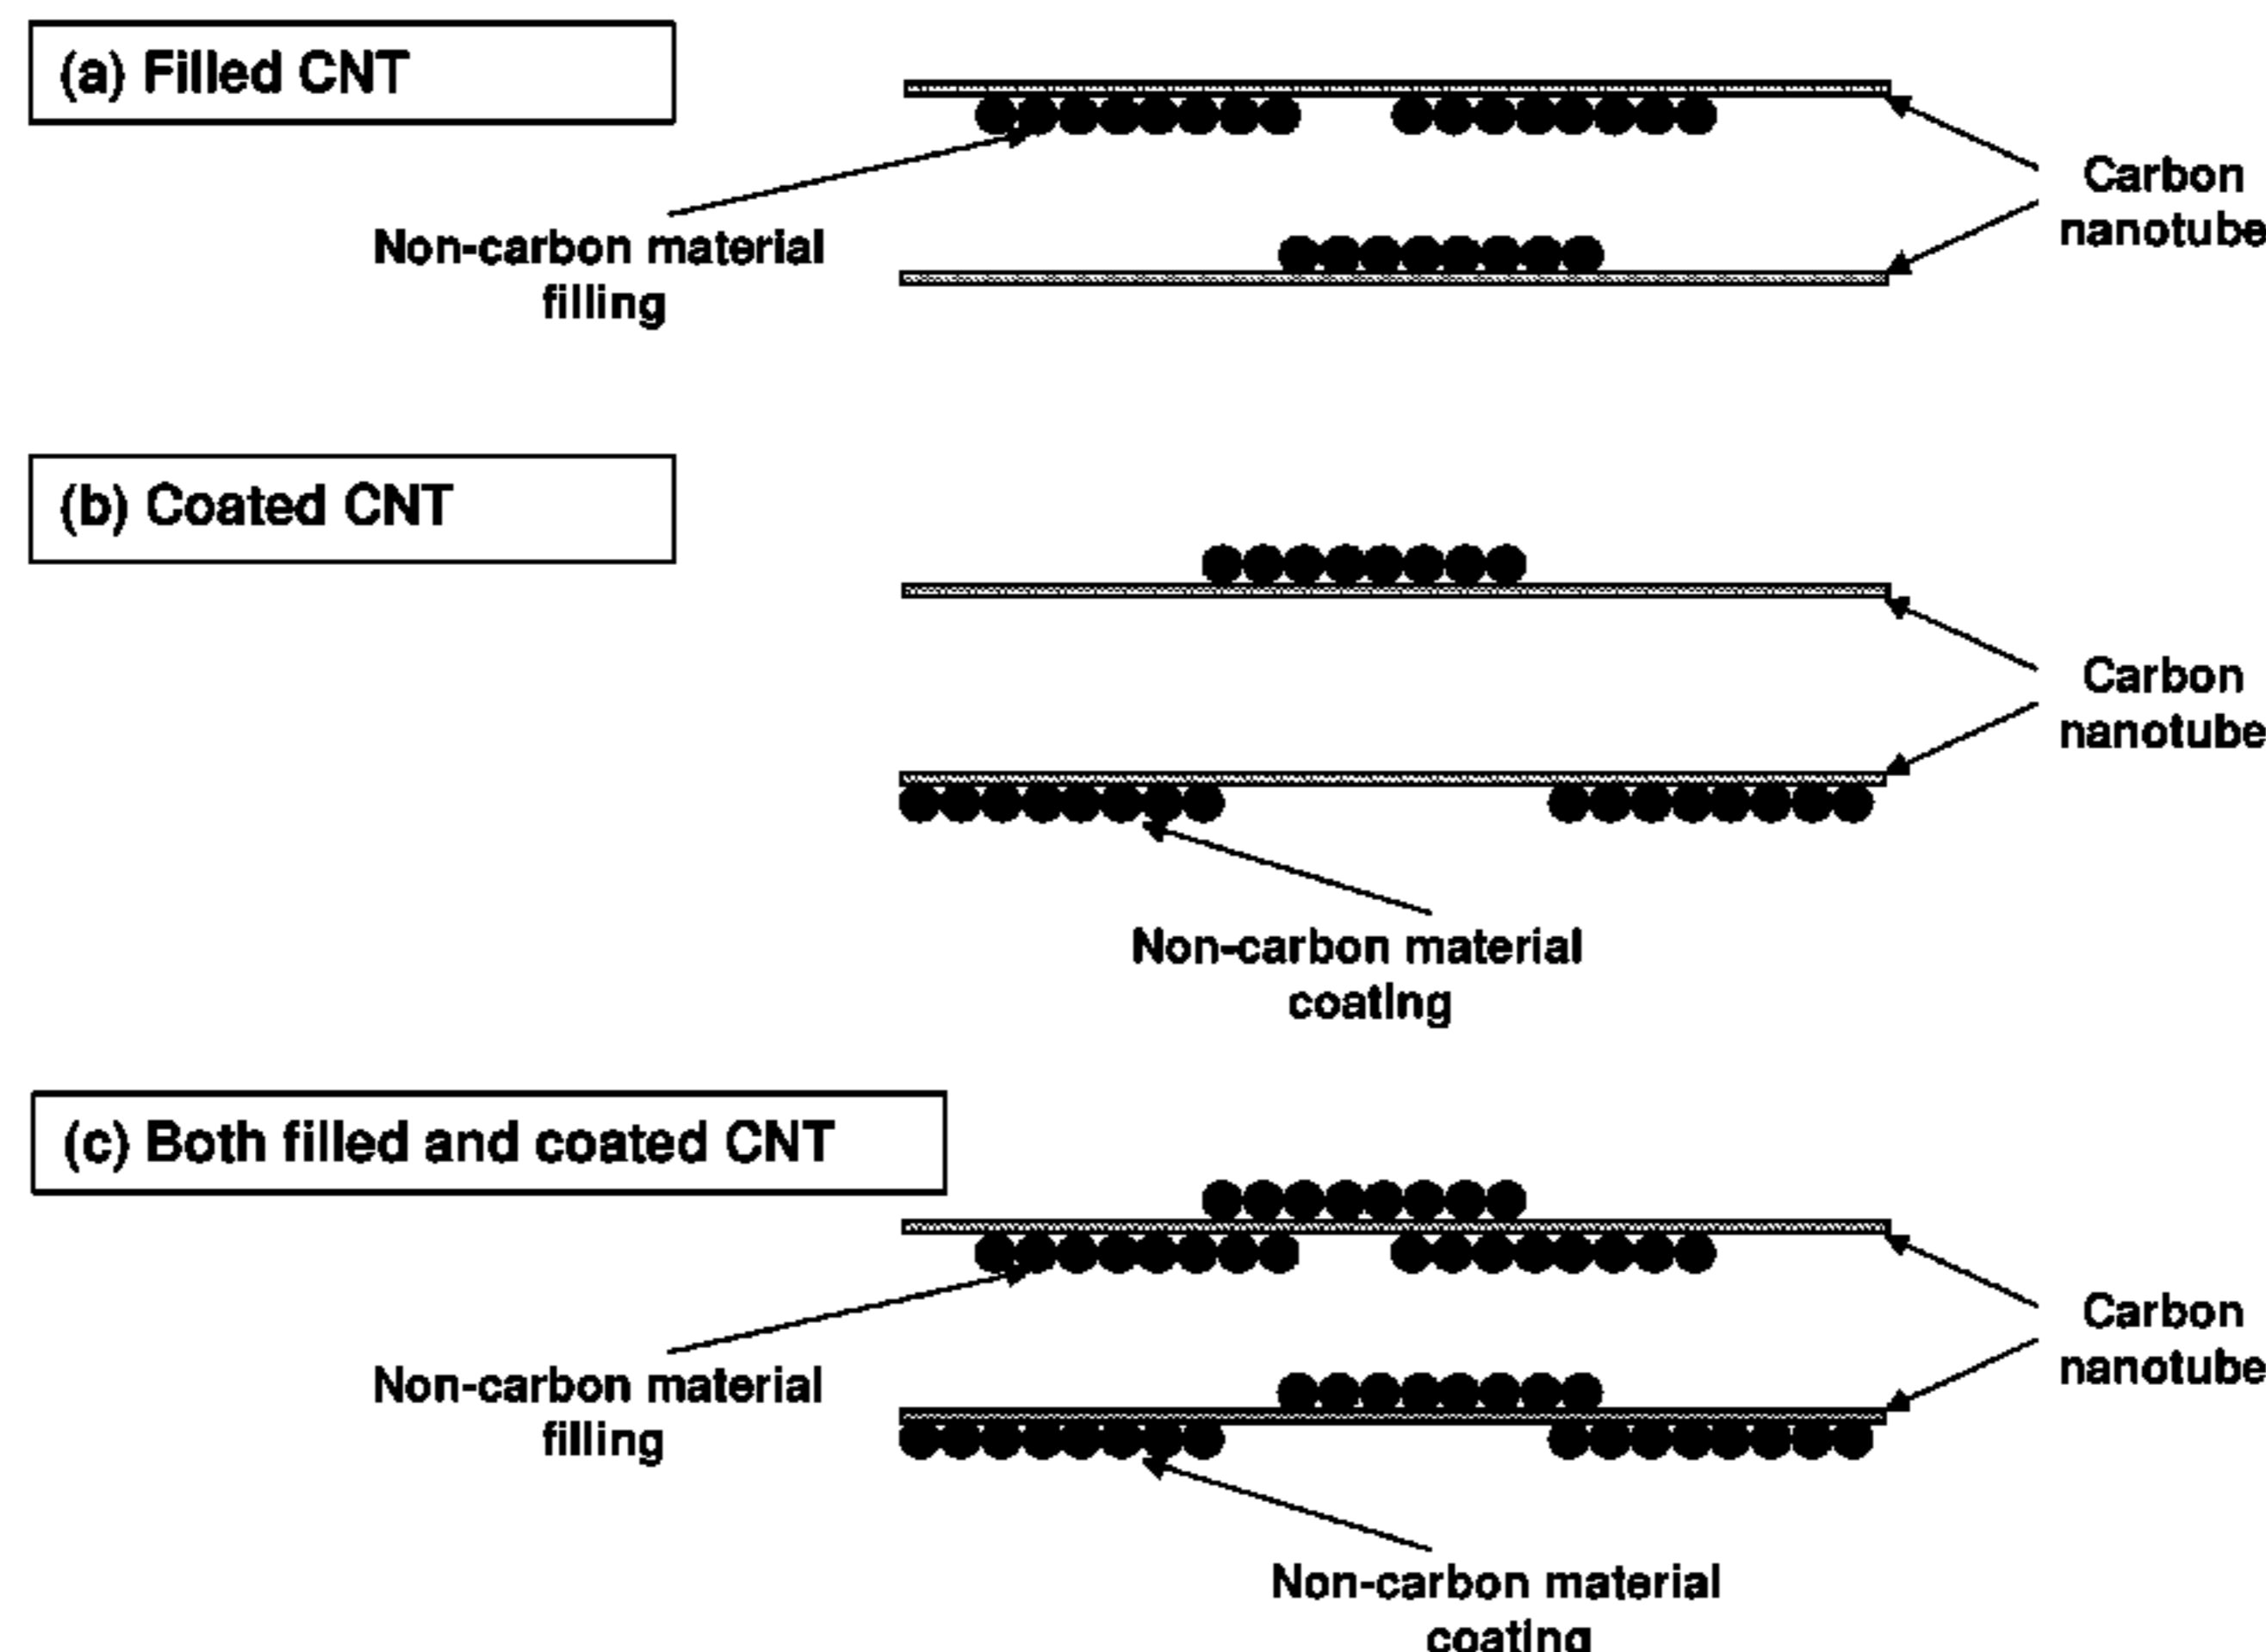 (a) Filled CNT
Carbon
nanotube
Non-carbon material
filling
(b) Coated CNT
Carbon
nanotube
Non-carbon material
coating
(c) Both filled and coated CNT
Carbon
nanotube
Non-carbon material
filling
Non-carbon material
coating